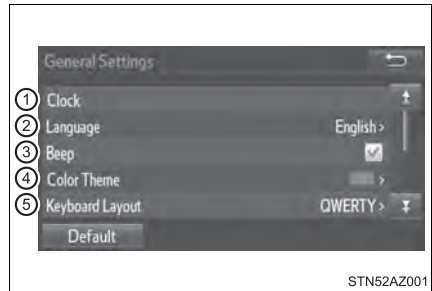 General Settings
① Clock
② Language English >
③ Beep
④ Color Theme >
⑤ Keyboard Layout QWERTY >
Default
STN52AZ001